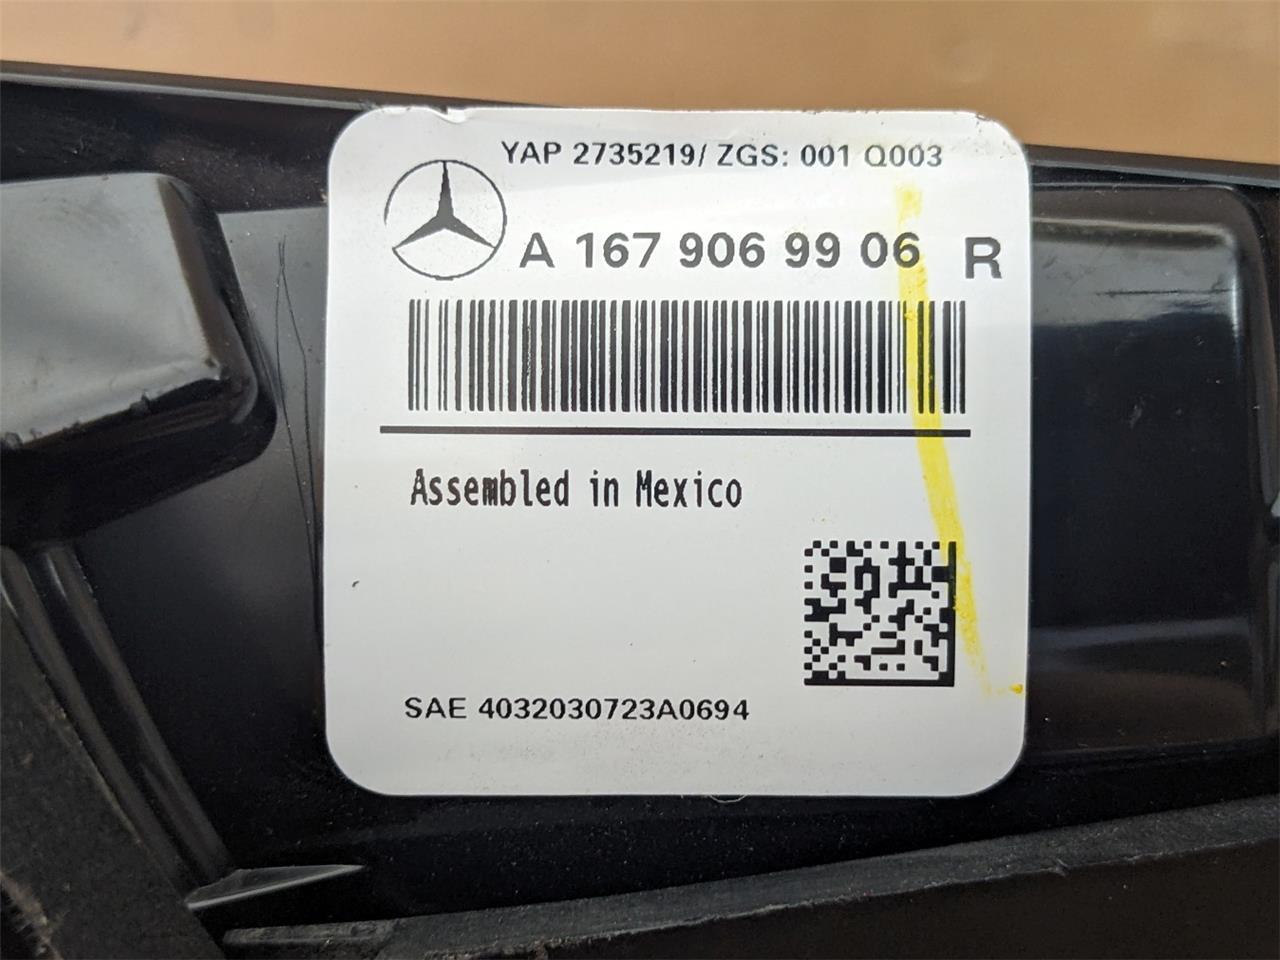 YAP 2735219/ ZGS: 001 Q003
A 167 906 99 06 R
Assembled in Mexico
SAE 4032030723A0694